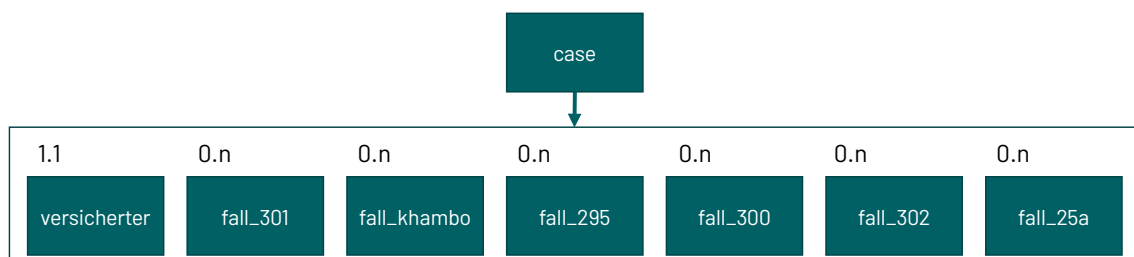 case
1.1 0.n 0.n 0.n 0.n 0.n 0.n
versicherter fall_301 fall_khambo fall_295 fall_300 fall_302 fall_25a